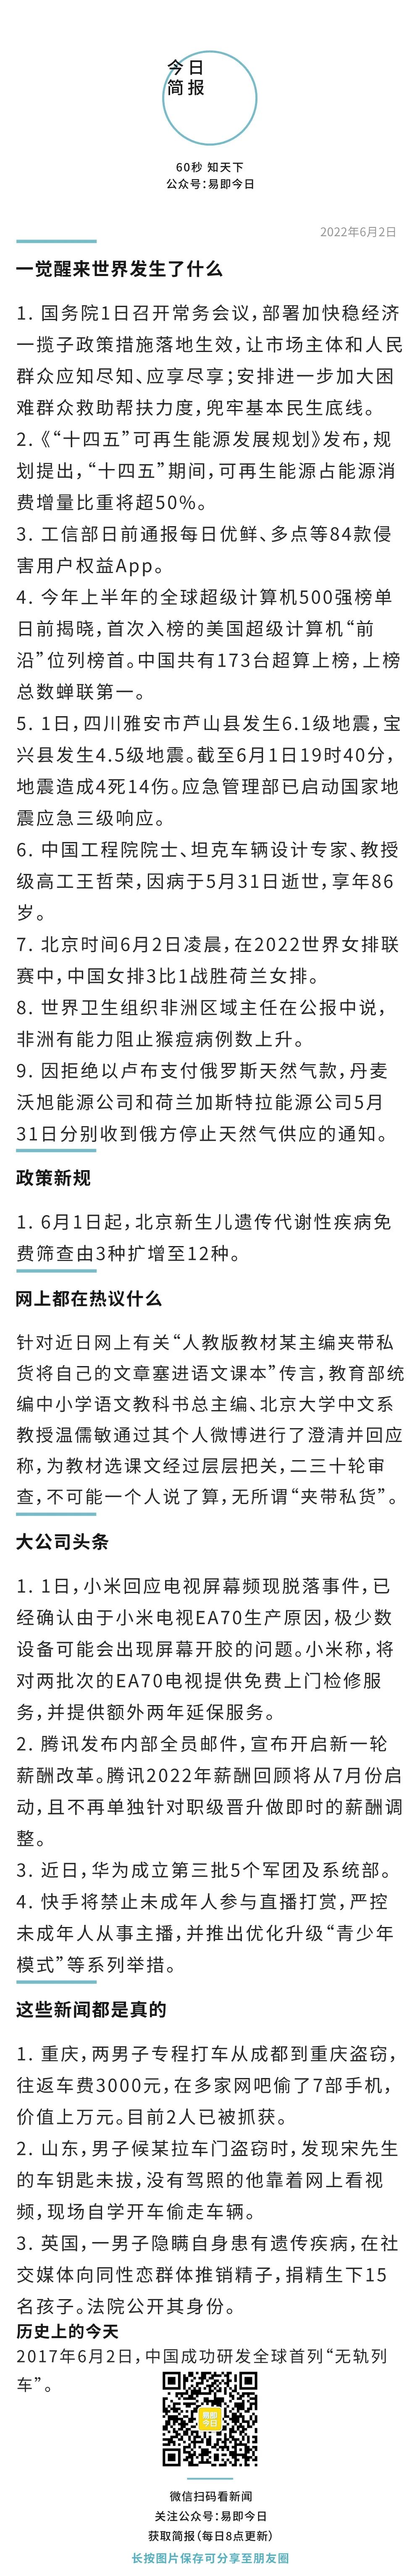 今日
简报
60秒 知天下
公众号:易即今日
2022年6月2日
一觉醒来世界发生了什么
1. 国务院1日召开常务会议,部署加快稳经济
一揽子政策措施落地生效,让市场主体和人民
群众应知尽知、应享尽享;安排进一步加大困
难群众救助帮扶力度,兜牢基本民生底线。
2.《“十四五”可再生能源发展规划》发布,规
划提出,“十四五”期间,可再生能源占能源消
费增量比重将超50%。
3. 工信部日前通报每日优鲜、多点等84款侵
害用户权益App。
4. 今年上半年的全球超级计算机500强榜单
日前揭晓,首次入榜的美国超级计算机“前
沿”位列榜首。中国共有173台超算上榜,上榜
总数蝉联第一。
5. 1日,四川雅安市芦山县发生6.1级地震,宝
兴县发生4.5级地震。截至6月1日19时40分,
地震造成4死14伤。应急管理部已启动国家地
震应急三级响应。
6. 中国工程院院士、坦克车辆设计专家、教授
级高工王哲荣,因病于5月31日逝世,享年86
岁。
7. 北京时间6月2日凌晨,在2022世界女排联
赛中,中国女排3比1战胜荷兰女排。
8. 世界卫生组织非洲区域主任在公报中说,
非洲有能力阻止猴痘病例数上升。
9. 因拒绝以卢布支付俄罗斯天然气款,丹麦
沃旭能源公司和荷兰加斯特拉能源公司5月
31日分别收到俄方停止天然气供应的通知。
政策新规
1. 6月1日起,北京新生儿遗传代谢性疾病免
费筛查由3种扩增至12种。
网上都在热议什么
针对近日网上有关“人教版教材某主编夹带私
货将自己的文章塞进语文课本”传言,教育部统
编中小学语文教科书总主编、北京大学中文系
教授温儒敏通过其个人微博进行了澄清并回应
称,为教材选课文经过层层把关,二三十轮审
查,不可能一个人说了算,无所谓“夹带私货”。
大公司头条
1. 1日,小米回应电视屏幕频现脱落事件,已
经确认由于小米电视EA70生产原因,极少数
设备可能会出现屏幕开胶的问题。小米称,将
对两批次的EA70电视提供免费上门检修服
务,并提供额外两年延保服务。
2. 腾讯发布内部全员邮件,宣布开启新一轮
薪酬改革。腾讯2022年薪酬回顾将从7月份启
动,且不再单独针对职级晋升做即时的薪酬调
整。
3. 近日,华为成立第三批5个军团及系统部。
4. 快手将禁止未成年人参与直播打赏,严控
未成年人从事主播,并推出优化升级“青少年
模式”等系列举措。
这些新闻都是真的
1. 重庆,两男子专程打车从成都到重庆盗窃,
往返车费3000元,在多家网吧偷了7部手机,
价值上万元。目前2人已被抓获。
2. 山东,男子候某拉车门盗窃时,发现宋先生
的车钥匙未拔,没有驾照的他靠着网上看视
频,现场自学开车偷走车辆。
3. 英国,一男子隐瞒自身患有遗传疾病,在社
交媒体向同性恋群体推销精子,捐精生下15
名孩子。法院公开其身份。
历史上的今天
2017年6月2日,中国成功研发全球首列“无轨列
车”。
易即
今日
微信扫码看新闻
关注公众号:易即今日
获取简报(每日8点更新)
长按图片保存可分享至朋友圈